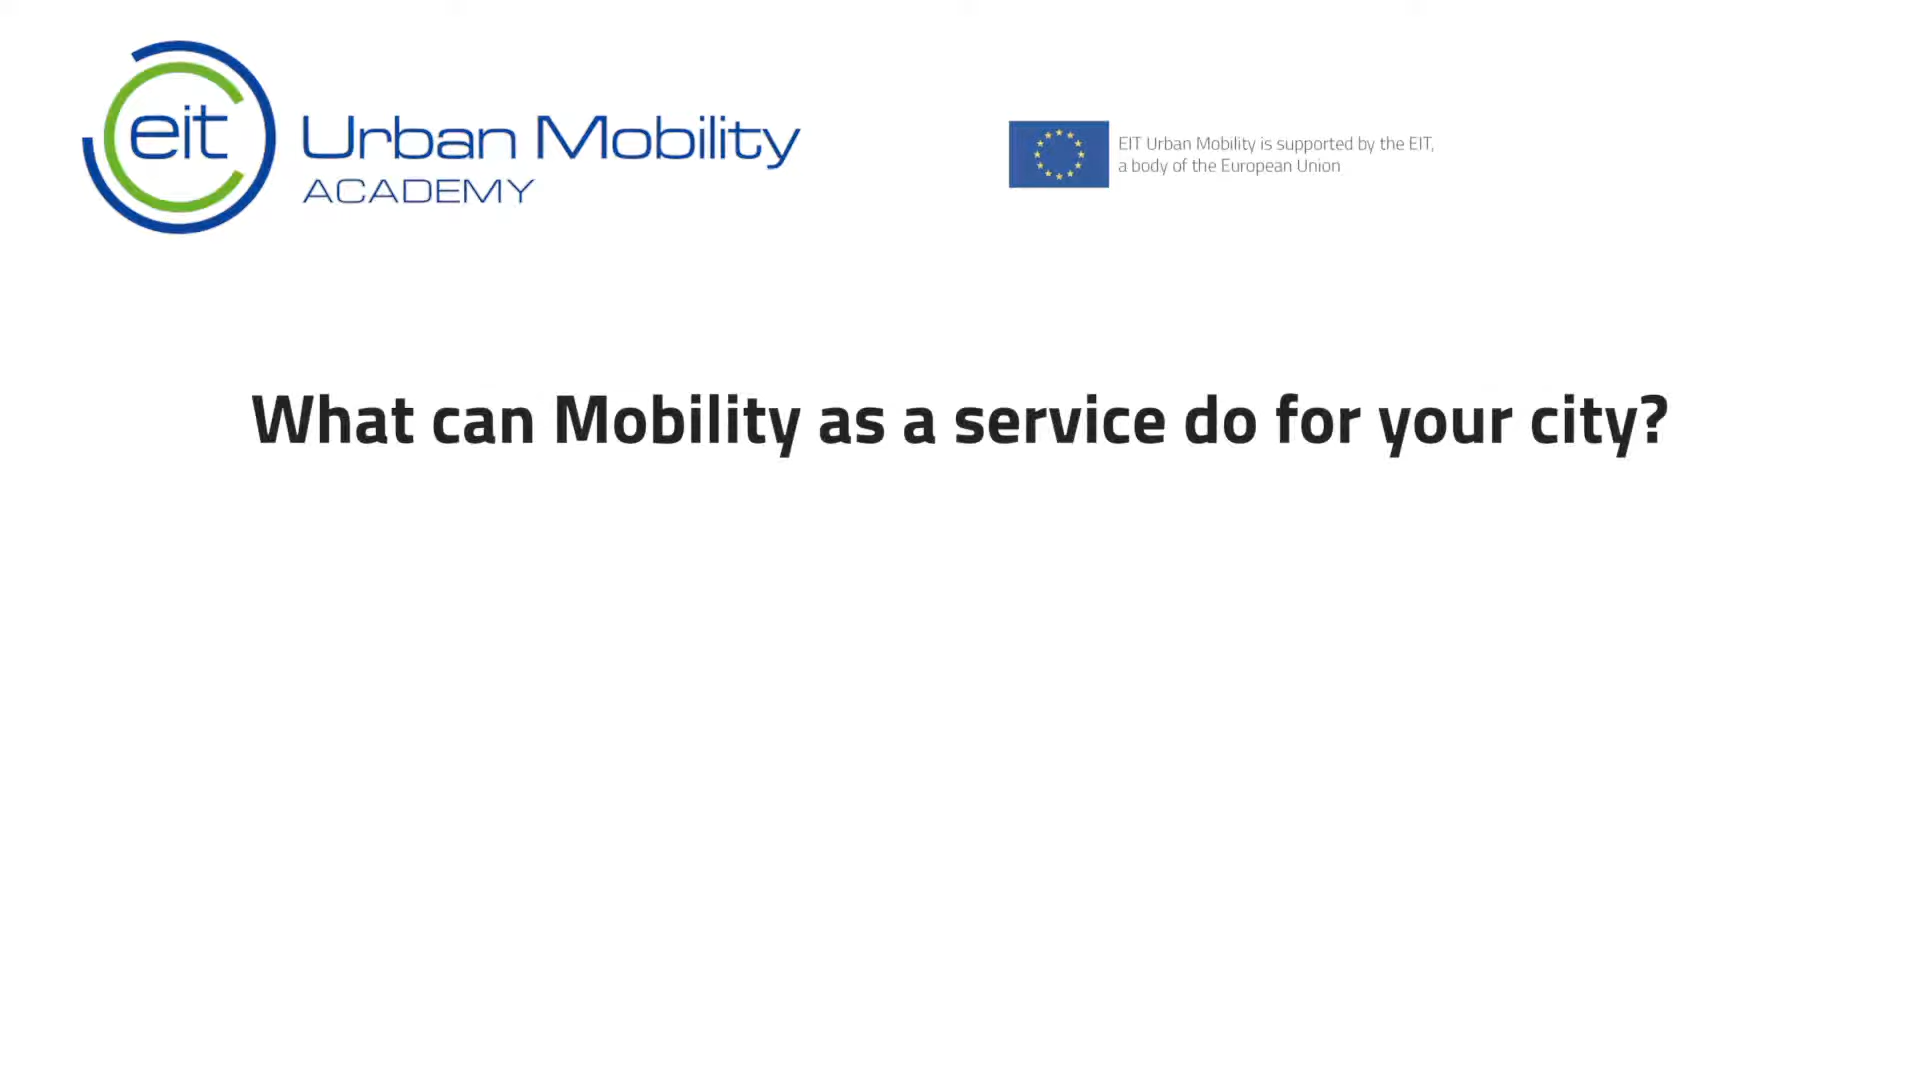 eit Urban Mobility
ACADEMY
EIT Urban Mobility is supported by the EIT,
a body of the European Union
What can Mobility as a service do for your city?